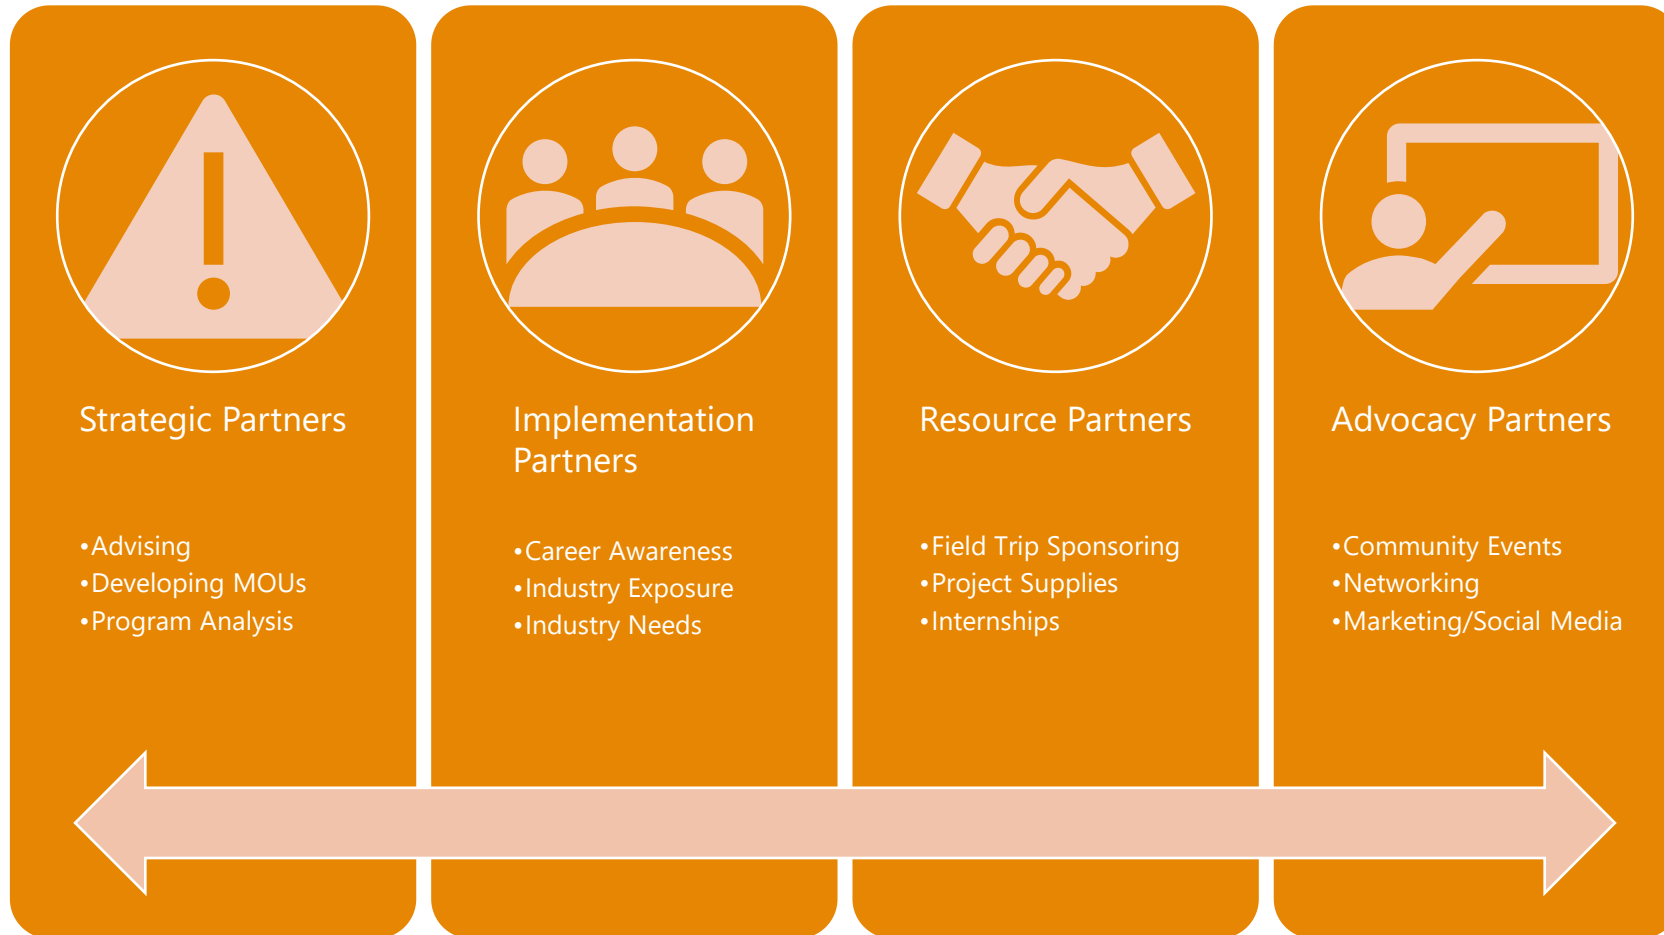 Strategic Partners
•Advising
•Developing MOUs
•Program Analysis
Implementation
Partners
•Career Awareness
•Industry Exposure
•Industry Needs
Resource Partners
•Field Trip Sponsoring
•Project Supplies
•Internships
Advocacy Partners
•Community Events
•Networking
•Marketing/Social Media